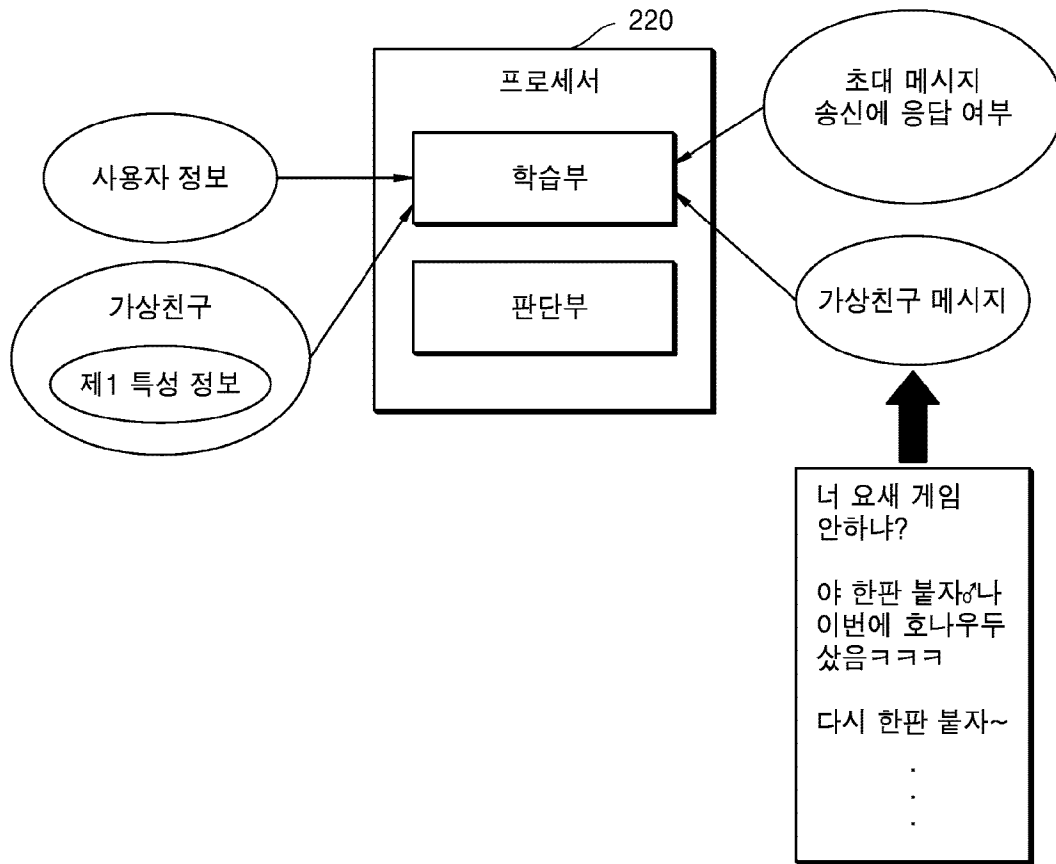 220
프로세서
초대 메시지
송신에 응답 여부
사용자 정보
학습부
가상친구
제1 특성 정보
판단부
가상친구 메시지
너 요새 게임
안하냐?
야 한판 붙자♂나
이번에 호나우두
샀음ㅋㅋㅋ
다시 한판 붙자~
.
.
.